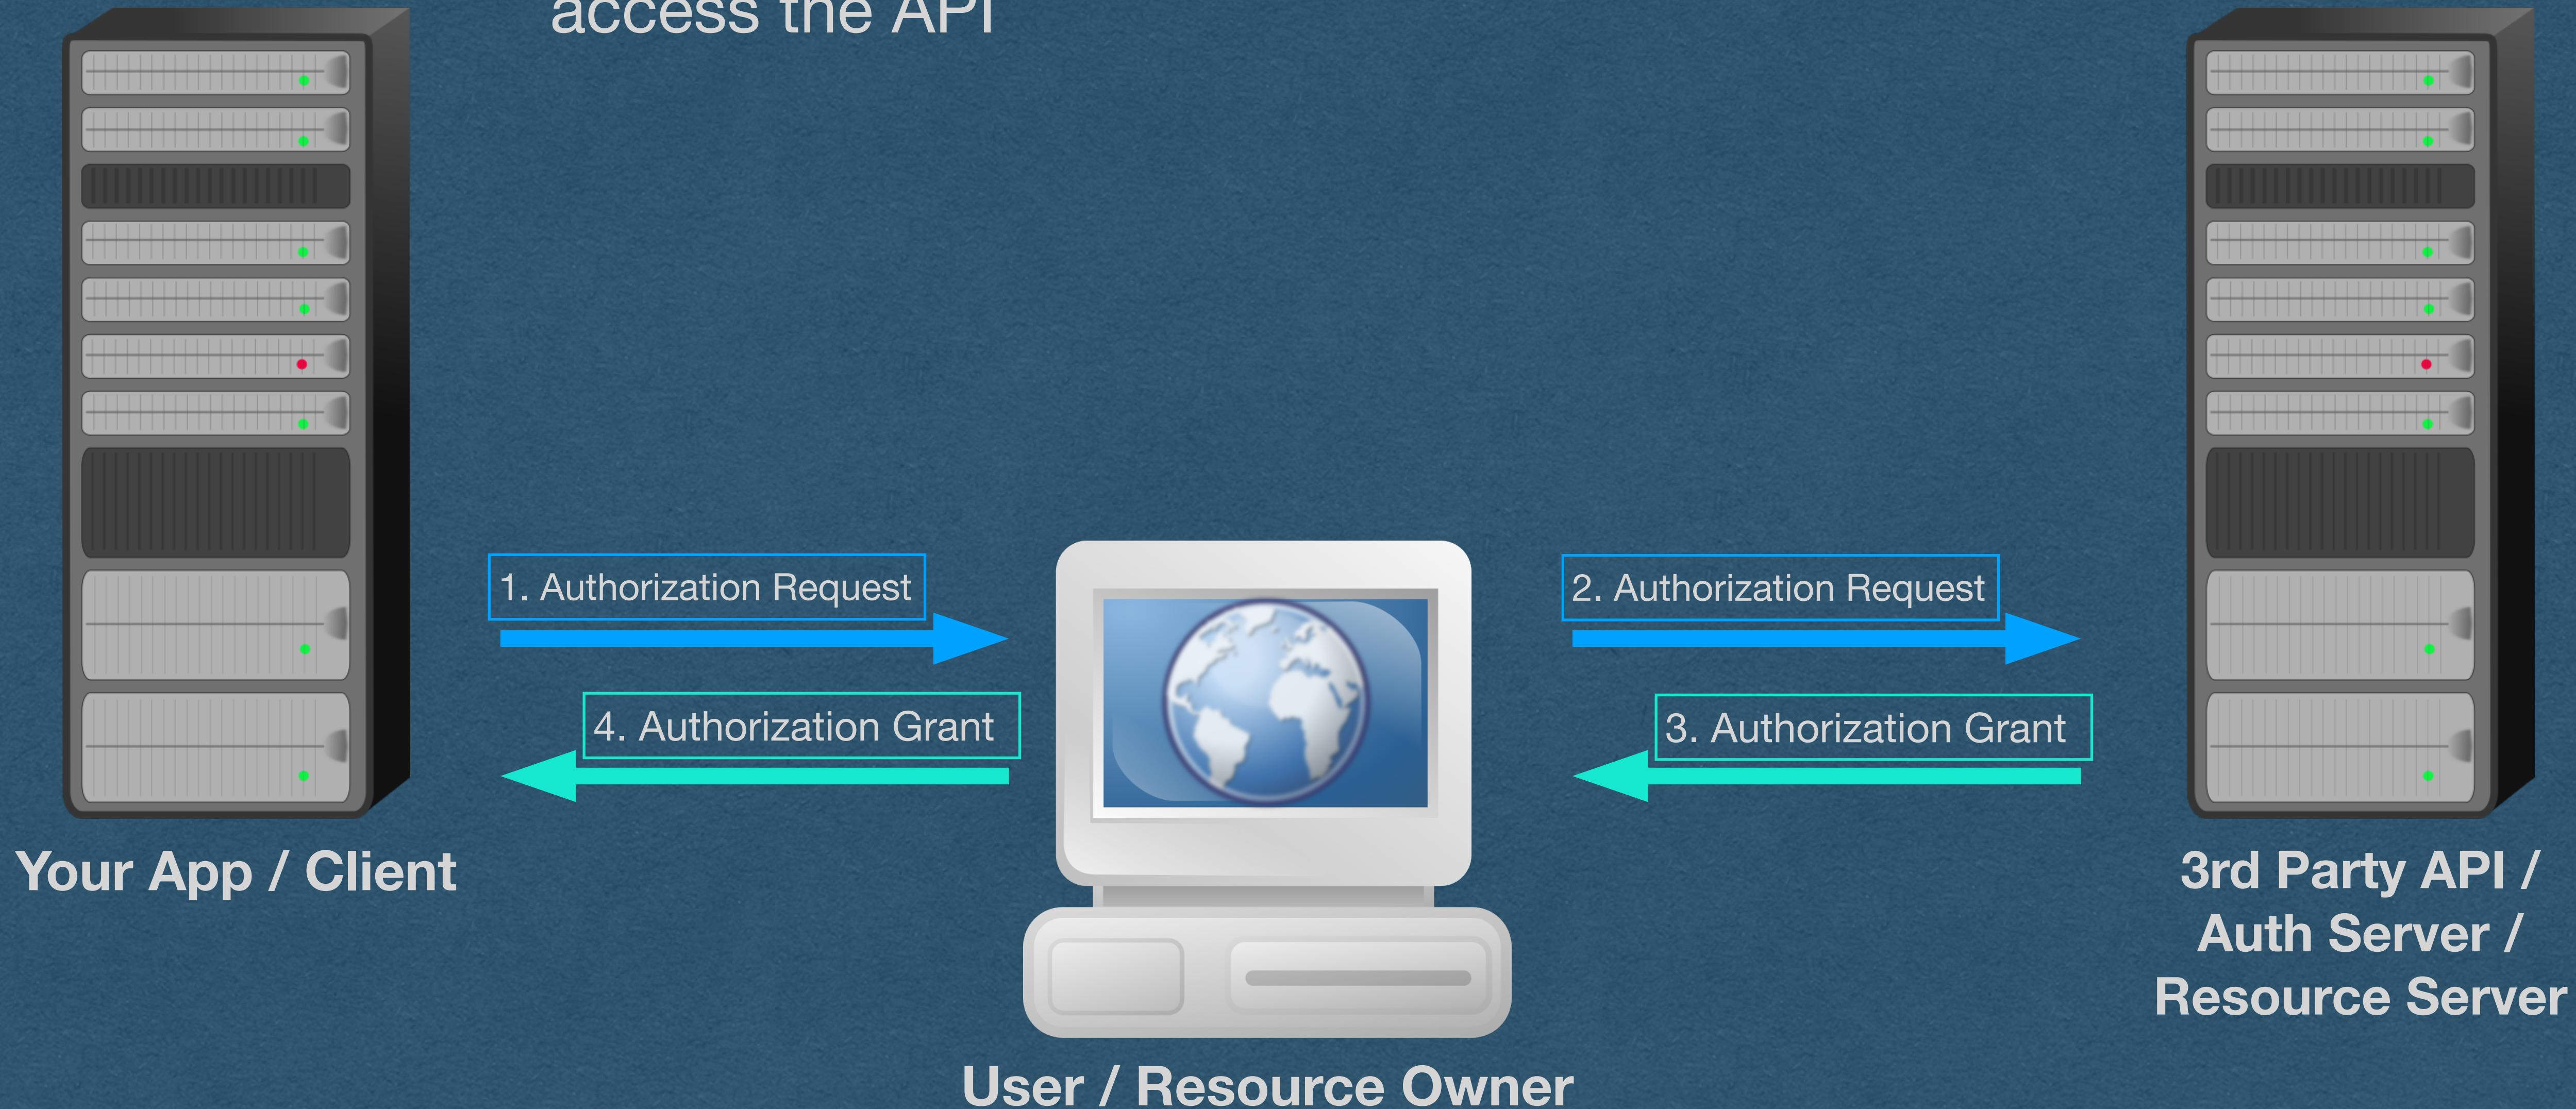 access the API
1. Authorization Request
2. Authorization Request
4. Authorization Grant
3. Authorization Grant
Your App / Client
3rd Party API /
Auth Server /
Resource Server
User / Resource Owner